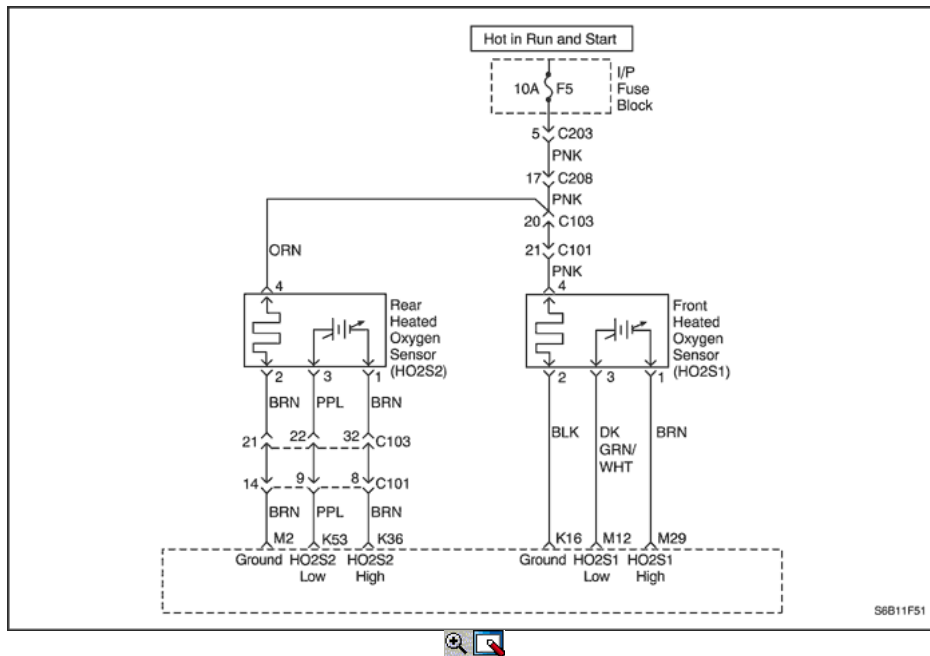 Hot in Run and Start
10A F5
I/P
Fuse
Block
5 C203
PNK
17 C208
PNK
20 C103
21 C101
PNK
ORN
4
Rear
Heated
Oxygen
Sensor
(HO2S2)
4
Front
Heated
Oxygen
Sensor
(HO2S1)
2 3 1
2 3 1
BRN PPL BRN
BLK DK
GRN/
WHT
BRN
21 22 32 C103
14 9 8 C101
BRN PPL BRN
M2 K53 K36
K16 M12 M29
Ground HO2S2
Low
HO2S2
High
Ground HO2S1
Low
HO2S1
High
S6B11F51